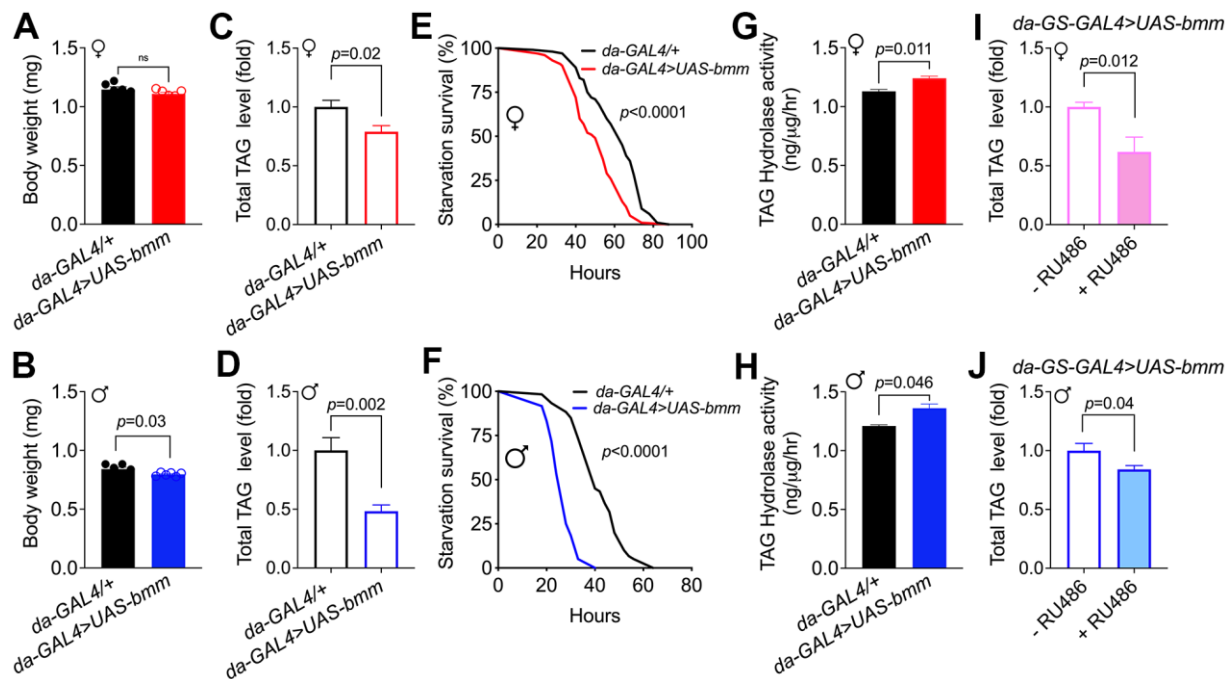 A
♀
Body weight (mg)
1.5
1.0
0.5
0.0
ns
da-GAL4/+
da-GAL4>UAS-bmm
C
♀
Total TAG level (fold)
1.5
1.0
0.5
0.0
p=0.02
da-GAL4/+
da-GAL4>UAS-bmm
E
♀
Starvation survival (%)
100
75
50
25
0
0 20 40 60 80 100
Hours
da-GAL4/+
da-GAL4>UAS-bmm
p<0.0001
G
♀
TAG Hydrolase activity
(ng/μg/hr)
1.5
1.0
0.5
0.0
p=0.011
da-GAL4/+
da-GAL4>UAS-bmm
I
da-GS-GAL4>UAS-bmm
♀
Total TAG level (fold)
1.5
1.0
0.5
0.0
p=0.012
- RU486
+ RU486
B
♂
Body weight (mg)
1.5
1.0
0.5
0.0
p=0.03
da-GAL4/+
da-GAL4>UAS-bmm
D
♂
Total TAG level (fold)
1.5
1.0
0.5
0.0
p=0.002
da-GAL4/+
da-GAL4>UAS-bmm
F
♂
Starvation survival (%)
100
75
50
25
0
0 20 40 60 80
Hours
da-GAL4/+
da-GAL4>UAS-bmm
p<0.0001
H
♂
TAG Hydrolase activity
(ng/μg/hr)
1.5
1.0
0.5
0.0
p=0.046
da-GAL4/+
da-GAL4>UAS-bmm
J
da-GS-GAL4>UAS-bmm
♂
Total TAG level (fold)
1.5
1.0
0.5
0.0
p=0.04
- RU486
+ RU486